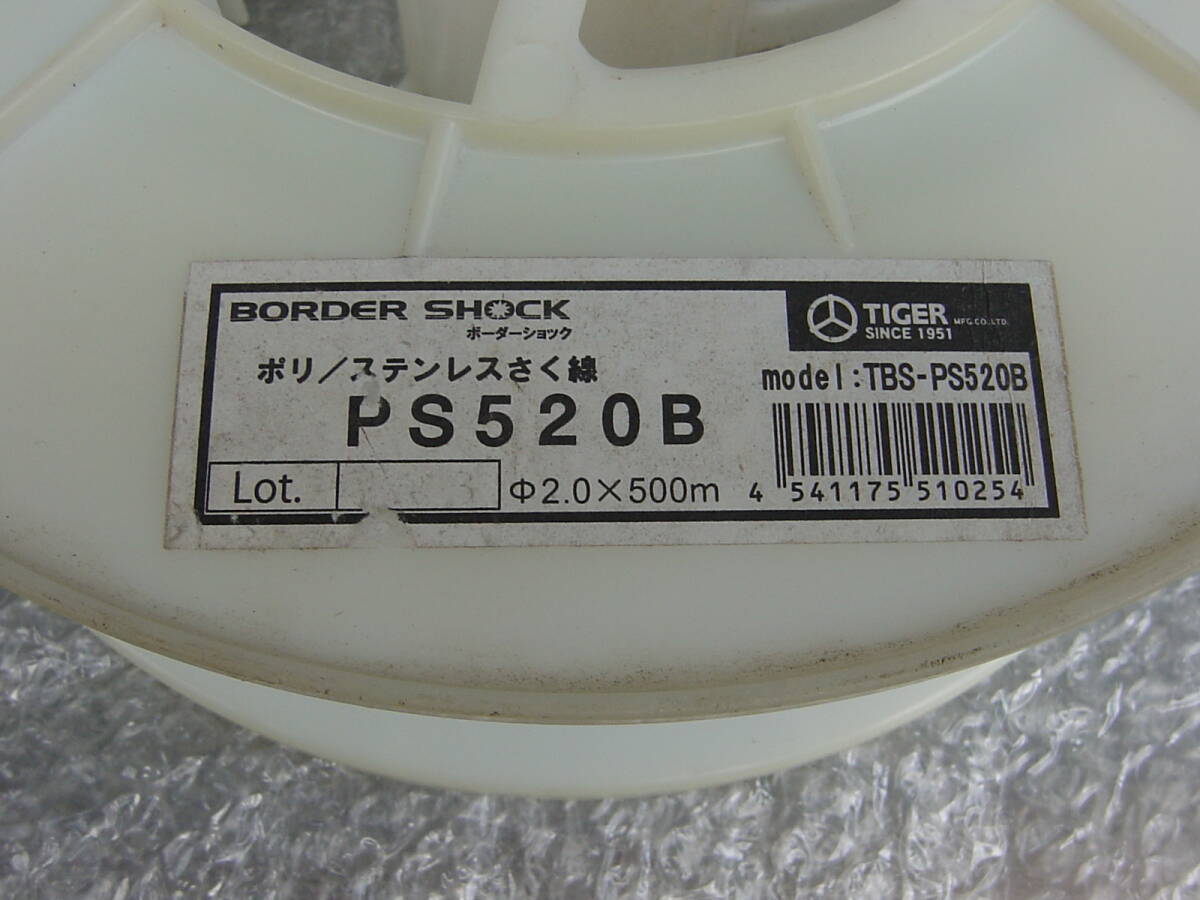 BORDER SHOCK
ボーダーショック
TIGER MFG.CO.,LTD.
SINCE 1951
ポリ/ステンレスさく線
model:TBS-PS520B
PS520B
Lot.
Φ2.0×500m
4 541175 510254